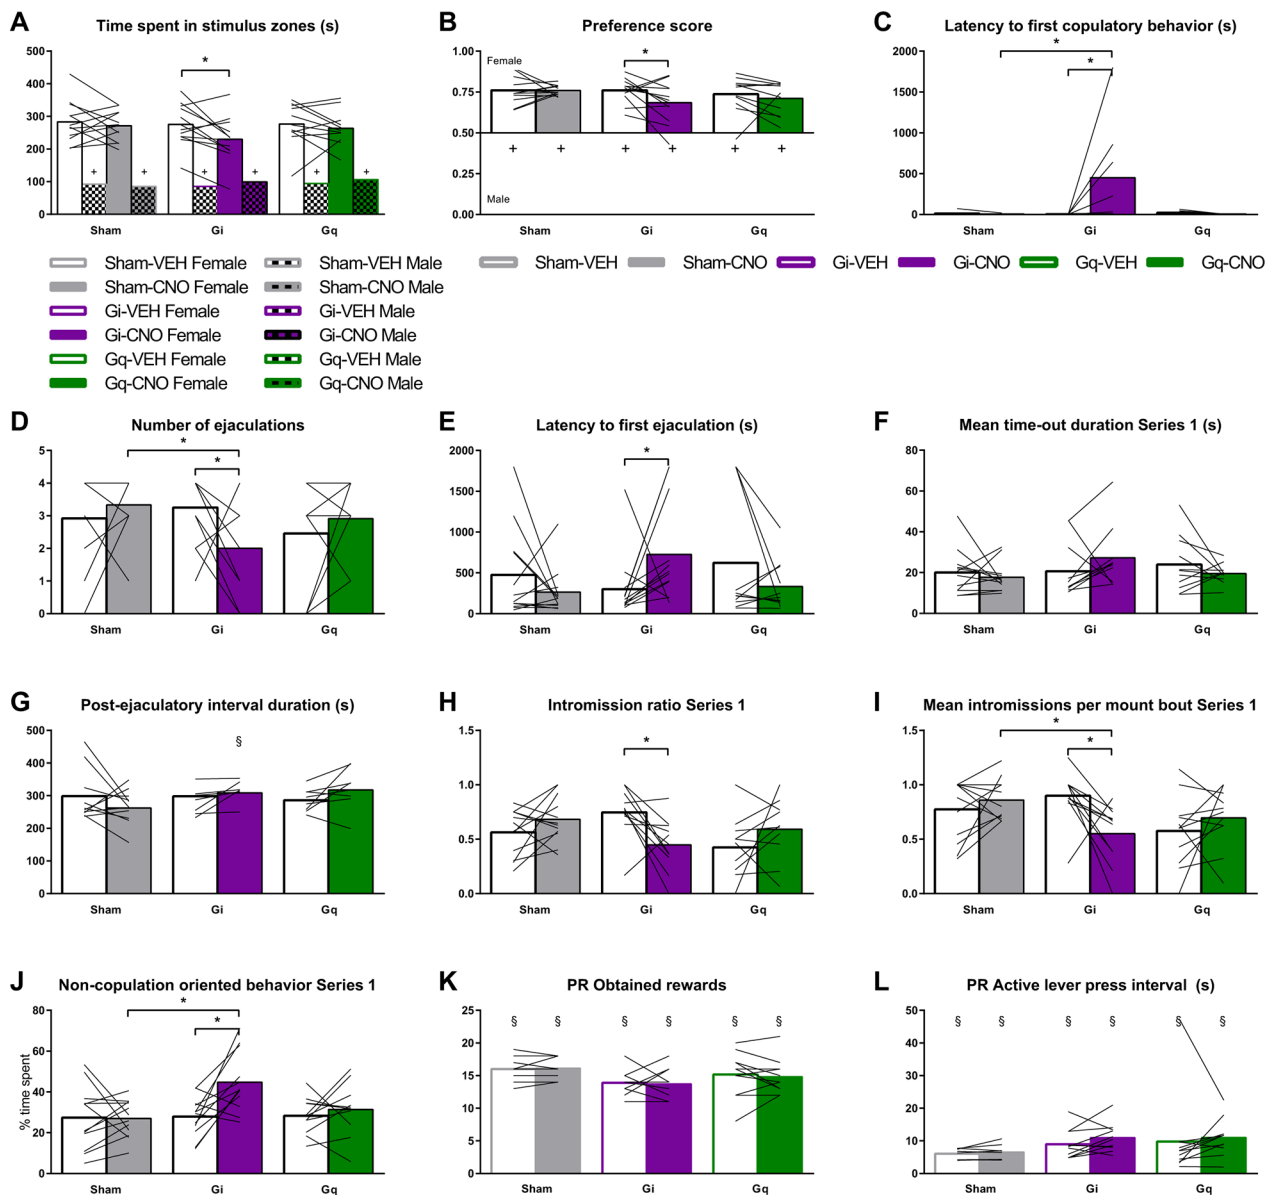 A Time spent in stimulus zones (s)
500
400
300
200
100
0
*
+ + + + + +
Sham Gi Gq
B Preference score
1.00
0.75
0.50
0.25
0.00
Female
*
+ + + + + +
Male
Sham Gi Gq
C Latency to first copulatory behavior (s)
2000
1500
1000
500
0
*
*
Sham Gi Gq
Sham-VEH Female Sham-VEH Male
Sham-CNO Female Sham-CNO Male
Gi-VEH Female Gi-VEH Male
Gi-CNO Female Gi-CNO Male
Gq-VEH Female Gq-VEH Male
Gq-CNO Female Gq-CNO Male
Sham-VEH Sham-CNO Gi-VEH Gi-CNO Gq-VEH Gq-CNO
D Number of ejaculations
5
4
3
2
1
0
*
*
Sham Gi Gq
E Latency to first ejaculation (s)
2000
1500
1000
500
0
*
Sham Gi Gq
F Mean time-out duration Series 1 (s)
80
60
40
20
0
Sham Gi Gq
G Post-ejaculatory interval duration (s)
500
400
300
200
100
0
§
Sham Gi Gq
H Intromission ratio Series 1
1.5
1.0
0.5
0.0
*
Sham Gi Gq
I Mean intromissions per mount bout Series 1
1.5
1.0
0.5
0.0
*
*
Sham Gi Gq
J Non-copulation oriented behavior Series 1
% time spent
80
60
40
20
0
*
*
Sham Gi Gq
K PR Obtained rewards
25
20
15
10
5
0
§ § § § § §
Sham Gi Gq
L PR Active lever press interval (s)
50
40
30
20
10
0
§ § § § § §
Sham Gi Gq